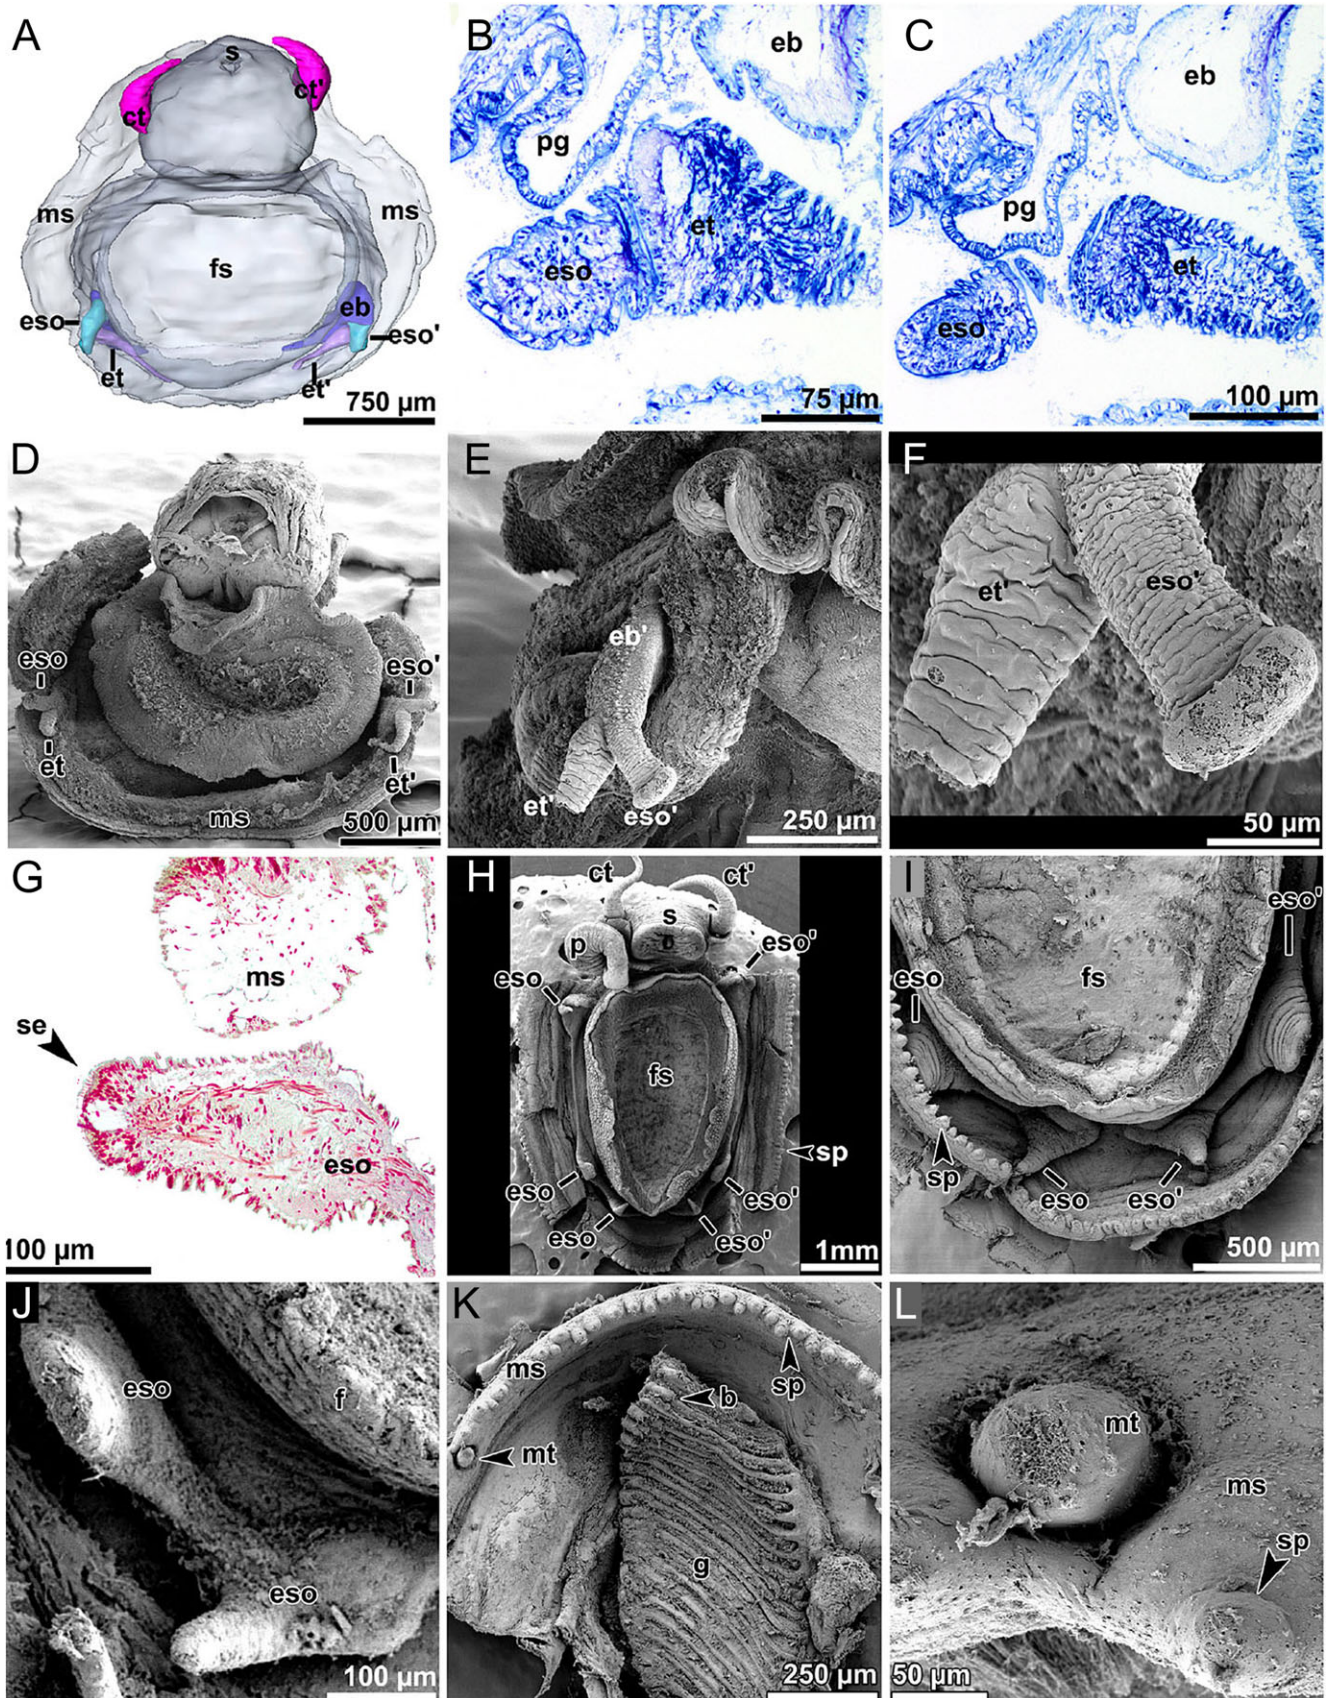 A
s
ct
ct'
ms
ms
fs
eb
eso
eso'
et
et'
750 µm
B
eb
pg
et
eso
75 µm
C
eb
pg
et
eso
100 µm
D
eso
eso'
et
et'
ms
500 µm
E
eb'
et'
eso'
250 µm
F
et'
eso'
50 µm
G
ms
se
eso
100 µm
H
ct
ct'
s
o
p
eso'
eso
fs
sp
eso
eso'
eso
eso'
1mm
I
eso'
eso
fs
sp
eso
eso'
500 µm
J
eso
f
eso
100 µm
K
ms
sp
b
mt
g
250 µm
L
mt
ms
sp
50 µm